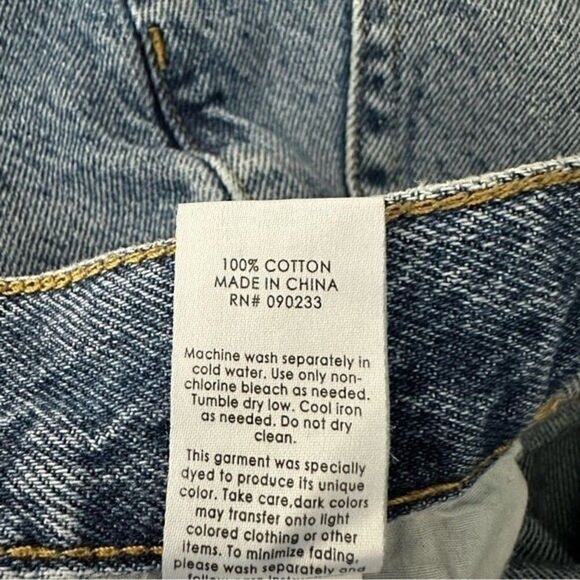 100% COTTON
MADE IN CHINA
RN# 090233
Machine wash separately in
cold water. Use only non-
chlorine bleach as needed.
Tumble dry low. Cool iron
as needed. Do not dry
clean.
This garment was specially
dyed to produce its unique
color. Take care,dark colors
may transfer onto light
colored clothing or other
items. To minimize fading,
please wash separately and